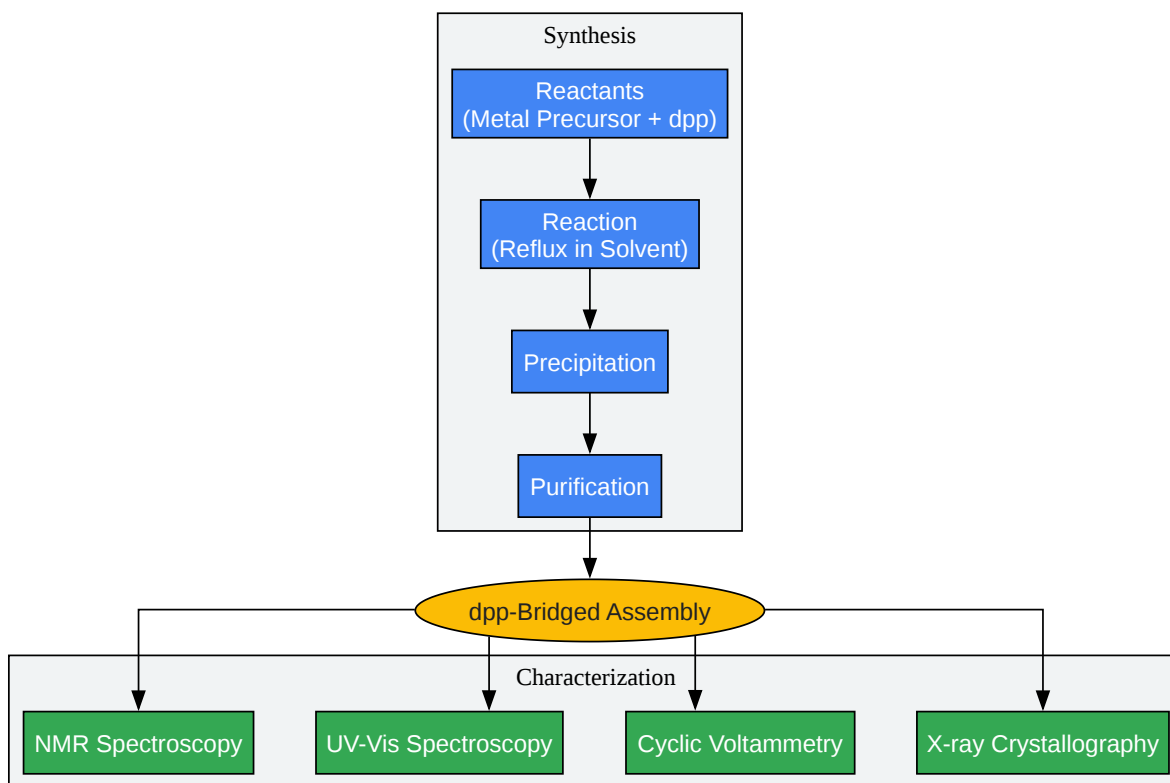 Synthesis
Reactants
(Metal Precursor + dpp)
Reaction
(Reflux in Solvent)
Precipitation
Purification
dpp-Bridged Assembly
Characterization
NMR Spectroscopy
UV-Vis Spectroscopy
Cyclic Voltammetry
X-ray Crystallography